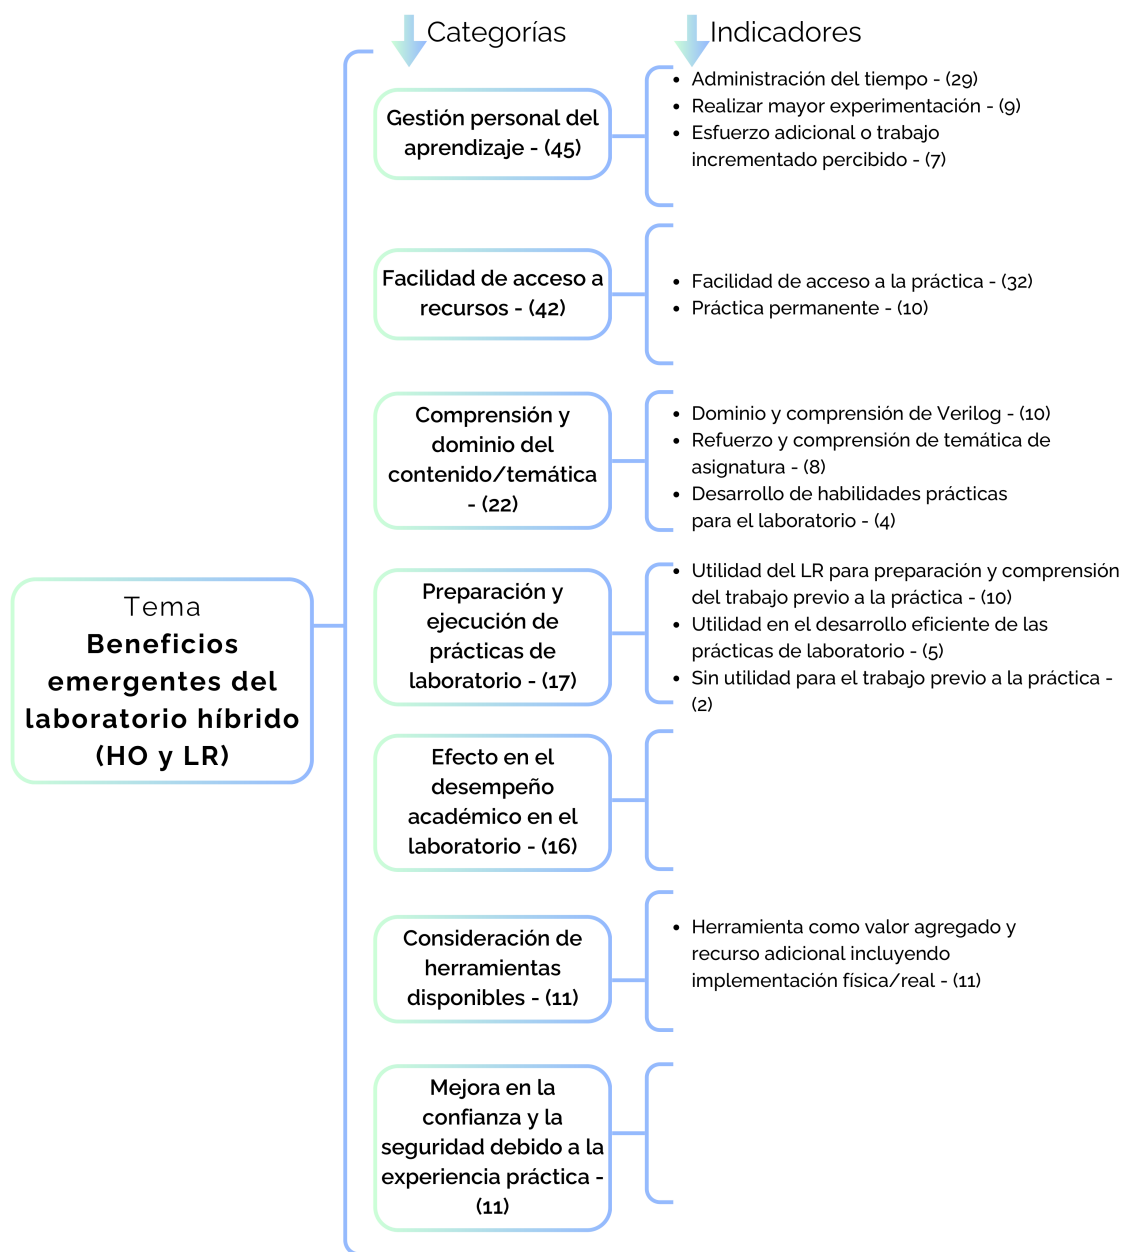 Categorías
Indicadores
Gestión personal del
aprendizaje - (45)
• Administración del tiempo - (29)
• Realizar mayor experimentación - (9)
• Esfuerzo adicional o trabajo
incrementado percibido - (7)
Facilidad de acceso a
recursos - (42)
• Facilidad de acceso a la práctica - (32)
• Práctica permanente - (10)
Comprensión y
dominio del
contenido/temática
- (22)
• Dominio y comprensión de Verilog - (10)
• Refuerzo y comprensión de temática de
asignatura - (8)
• Desarrollo de habilidades prácticas
para el laboratorio - (4)
Tema
Beneficios
emergentes del
laboratorio híbrido
(HO y LR)
Preparación y
ejecución de
prácticas de
laboratorio - (17)
• Utilidad del LR para preparación y comprensión
del trabajo previo a la práctica - (10)
• Utilidad en el desarrollo eficiente de las
prácticas de laboratorio - (5)
• Sin utilidad para el trabajo previo a la práctica -
(2)
Efecto en el
desempeño
académico en el
laboratorio - (16)
Consideración de
herramientas
disponibles - (11)
• Herramienta como valor agregado y
recurso adicional incluyendo
implementación física/real - (11)
Mejora en la
confianza y la
seguridad debido a la
experiencia práctica -
(11)